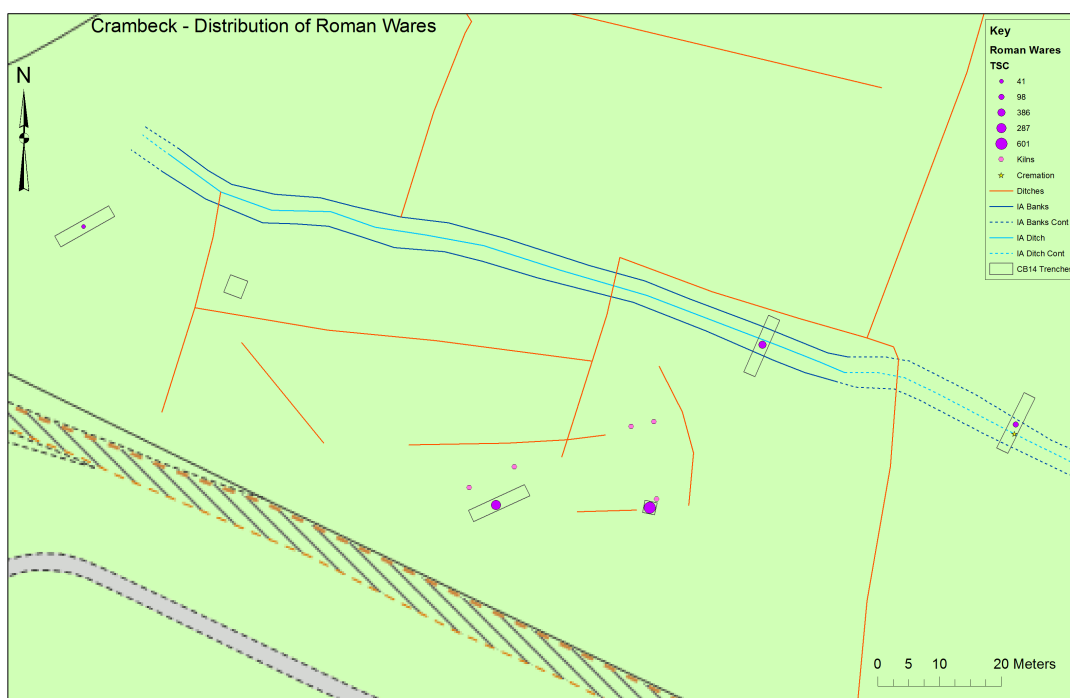 Crambeck - Distribution of Roman Wares
N
Key
Roman Wares
TSC
41
98
386
287
601
Kilns
Cremation
Ditches
IA Banks
IA Banks Cont
IA Ditch
IA Ditch Cont
CB14 Trenches
0 5 10 20 Meters